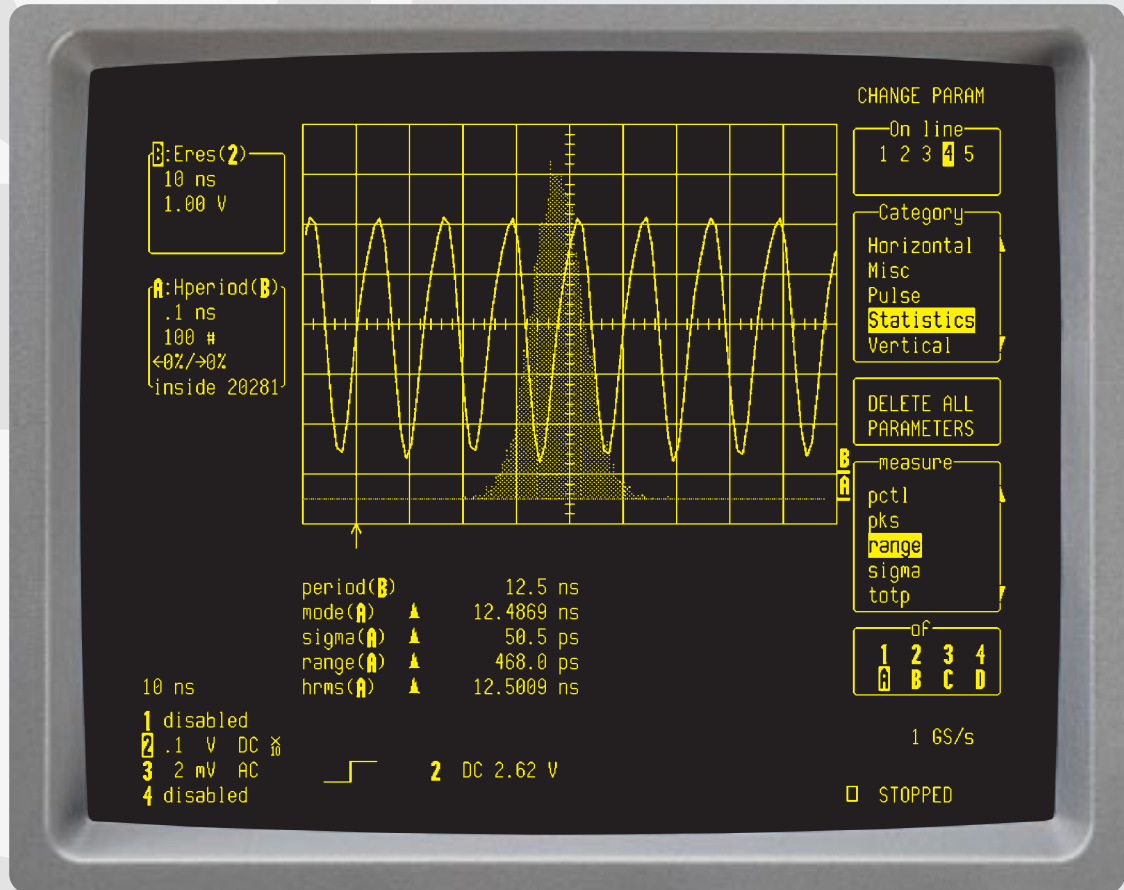 CHANGE PARAM
On line
1 2 3 4 5
B:Eres(2)
10 ns
1.00 V
Category
Horizontal
Misc
Pulse
Statistics
Vertical
A:Hperiod(B)
.1 ns
100 #
←0%/→0%
inside 20281
DELETE ALL
PARAMETERS
B
A
measure
pctl
pks
range
sigma
totp
period(B) 12.5 ns
mode(A) 12.4869 ns
sigma(A) 50.5 ps
range(A) 468.0 ps
hrms(A) 12.5009 ns
of
1 2 3 4
A B C D
10 ns
1 disabled
2 .1 V DC ×10
3 2 mV AC
4 disabled
2 DC 2.62 V
1 GS/s
STOPPED